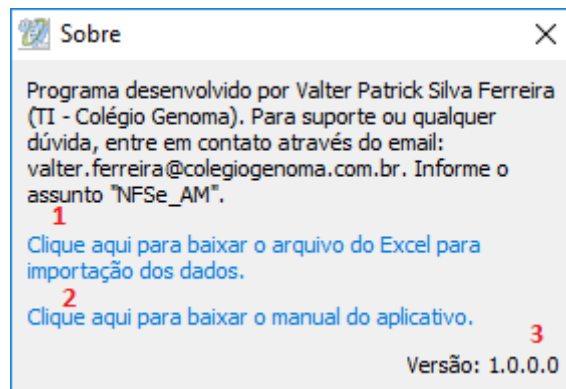 Sobre
Programa desenvolvido por Valter Patrick Silva Ferreira
(TI - Colégio Genoma). Para suporte ou qualquer
dúvida, entre em contato através do email:
valter.ferreira@colegiogenoma.com.br. Informe o
assunto "NFSe_AM".
1
Clique aqui para baixar o arquivo do Excel para
importação dos dados.
2
Clique aqui para baixar o manual do aplicativo.
3
Versão: 1.0.0.0